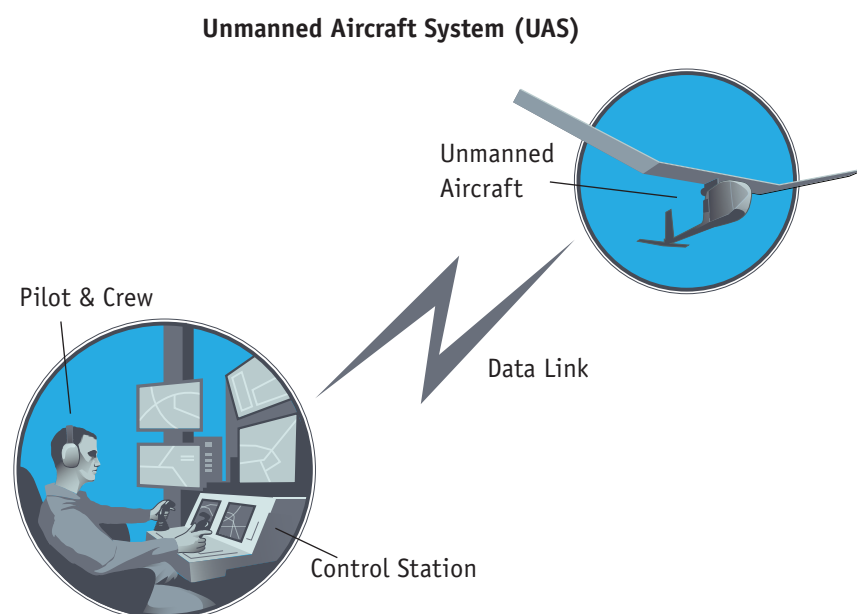 Unmanned Aircraft System (UAS)
Unmanned
Aircraft
Pilot & Crew
Data Link
Control Station